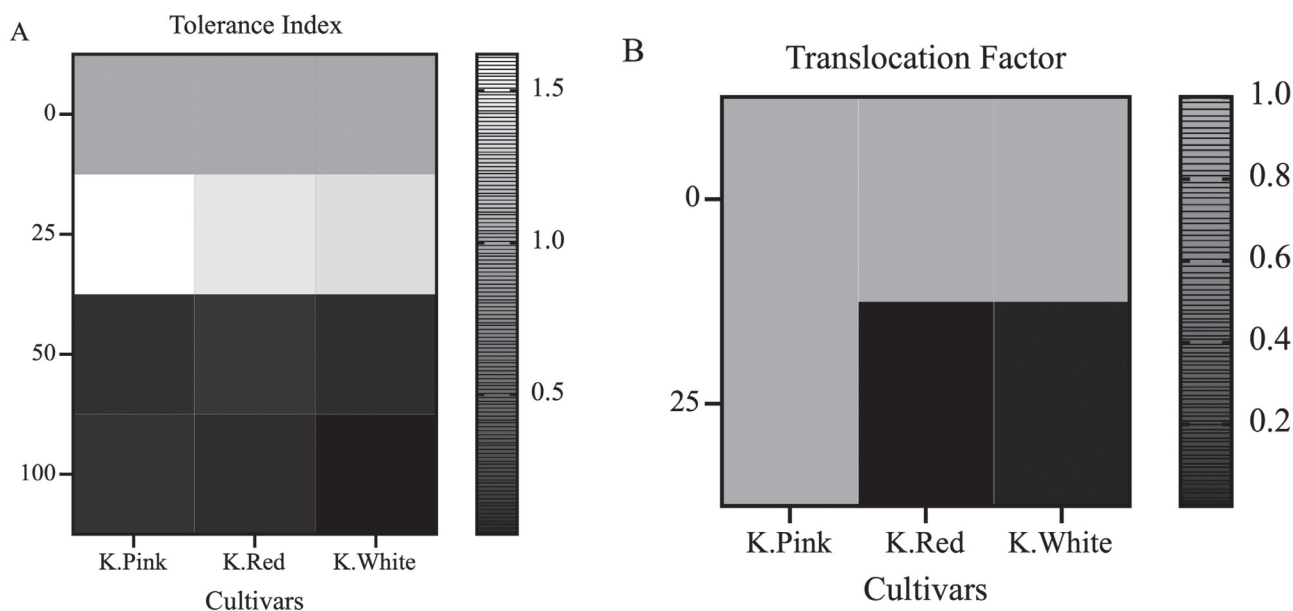 A
Tolerance Index
0
25
50
100
1.5
1.0
0.5
K.Pink K.Red K.White
Cultivars
B
Translocation Factor
0
25
1.0
0.8
0.6
0.4
0.2
K.Pink K.Red K.White
Cultivars